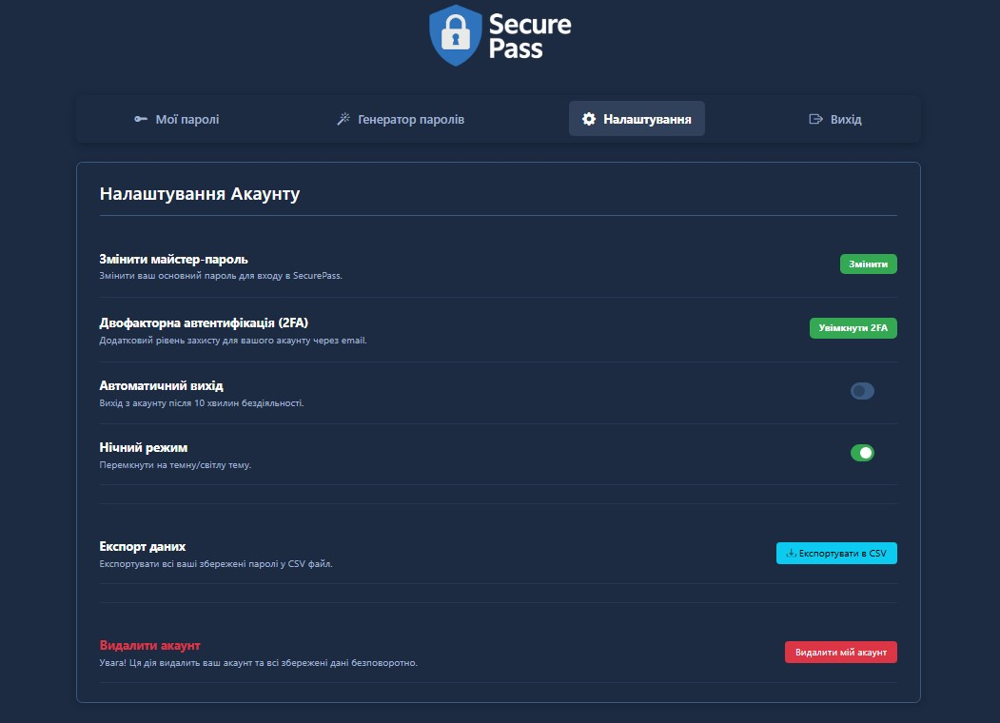 Secure
Pass
Мої паролі
Генератор паролів
Налаштування
Вихід
Налаштування Акаунту
Змінити майстер-пароль
Змінити ваш основний пароль для входу в SecurePass.
Змінити
Двофакторна автентифікація (2FA)
Додатковий рівень захисту для вашого акаунту через email.
Увімкнути 2FA
Автоматичний вихід
Вихід з акаунту після 10 хвилин бездіяльності.
Нічний режим
Перемкнути на темну/світлу тему.
Експорт даних
Експортувати всі ваші збережені паролі у CSV файл.
Експортувати в CSV
Видалити акаунт
Увага! Ця дія видалить ваш акаунт та всі збережені дані безповоротно.
Видалити мій акаунт